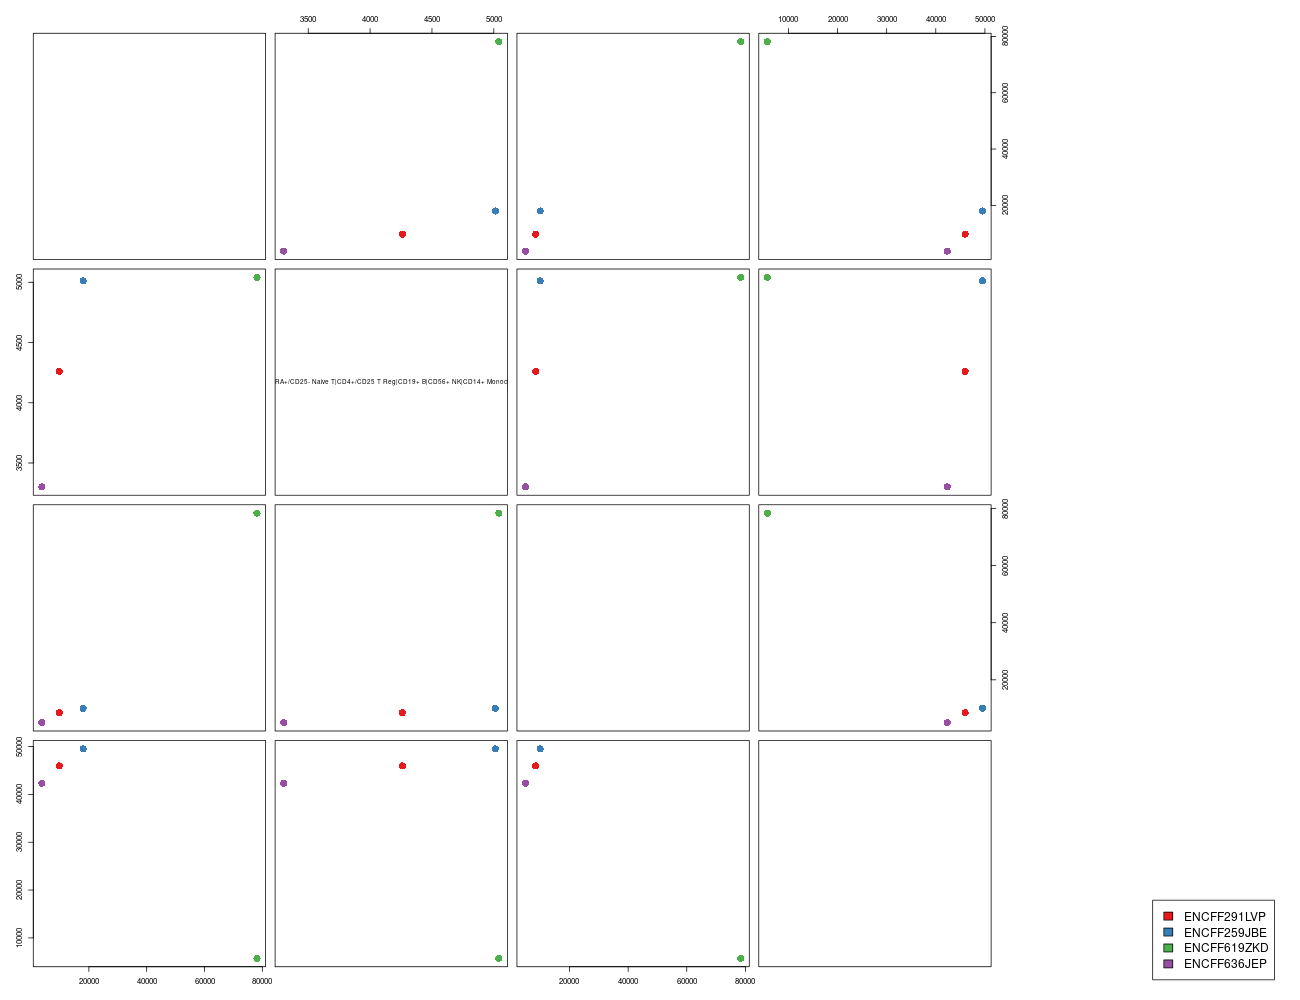 3500 4000 4500 5000
10000 20000 30000 40000 50000
20000 40000 60000 80000
3500 4000 4500 5000
RA+/CD25- Naive T|CD4+/CD25 T Reg|CD19+ B|CD56+ NK|CD14+ Monoc
20000 40000 60000 80000
10000 20000 30000 40000 50000
20000 40000 60000 80000
20000 40000 60000 80000
ENCFF291LVP
ENCFF259JBE
ENCFF619ZKD
ENCFF636JEP